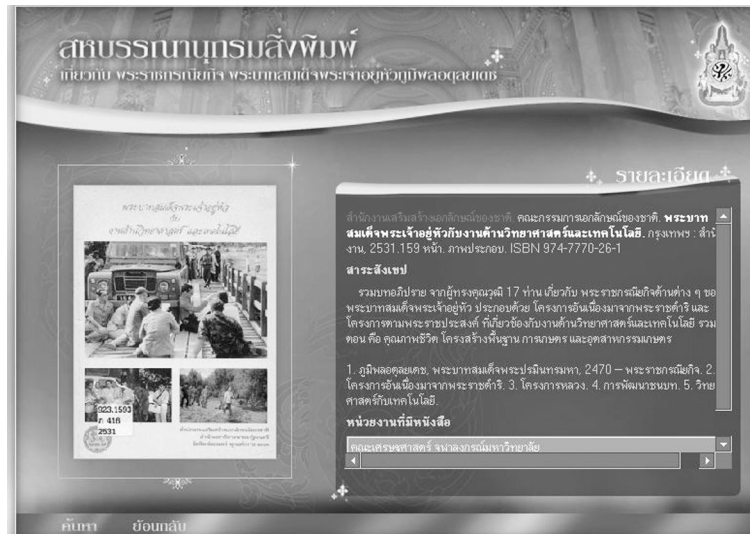 สหบรรณานุกรมสิ่งพิมพ์
เกี่ยวกับ พระราชกรณียกิจ พระบาทสมเด็จพระเจ้าอยู่หัวภูมิพลอดุลยเดช
พระบาทสมเด็จพระเจ้าอยู่หัว
กับ
งานด้านวิทยาศาสตร์ และเทคโนโลยี
923.1593
ภ 418
2531
รายละเอียด
สำนักงานเสริมสร้างเอกลักษณ์ของชาติ. คณะกรรมการเอกลักษณ์ของชาติ. พระบาท
สมเด็จพระเจ้าอยู่หัวกับงานด้านวิทยาศาสตร์และเทคโนโลยี. กรุงเทพฯ : สำนั
งาน, 2531.159 หน้า. ภาพประกอบ. ISBN 974-7770-26-1
สาระสังเขป
รวมบทอภิปราย จากผู้ทรงคุณวุฒิ 17 ท่าน เกี่ยวกับ พระราชกรณียกิจด้านต่าง ๆ ขอ
พระบาทสมเด็จพระเจ้าอยู่หัว ประกอบด้วย โครงการอันเนื่องมาจากพระราชดำริ และ
โครงการตามพระราชประสงค์ ที่เกี่ยวข้องกับงานด้านวิทยาศาสตร์และเทคโนโลยี รวม
ตอน คือ คุณภาพชีวิต โครงสร้างพื้นฐาน การเกษตร และอุตสาหกรรมเกษตร
1. ภูมิพลอดุลยเดช, พระบาทสมเด็จพระปรมินทรมหา, 2470 – พระราชกรณียกิจ. 2.
โครงการอันเนื่องมาจากพระราชดำริ. 3. โครงการหลวง. 4. การพัฒนาชนบท. 5. วิทย
าศาสตร์กับเทคโนโลยี.
หน่วยงานที่มีหนังสือ
คณะเศรษฐศาสตร์ จุฬาลงกรณ์มหาวิทยาลัย
ค้นหา ย้อนกลับ